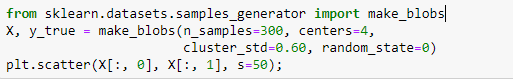 from sklearn.datasets.samples_generator import make_blobs
X, y_true = make_blobs(n_samples=300, centers=4,
                       cluster_std=0.60, random_state=0)
plt.scatter(X[:, 0], X[:, 1], s=50);